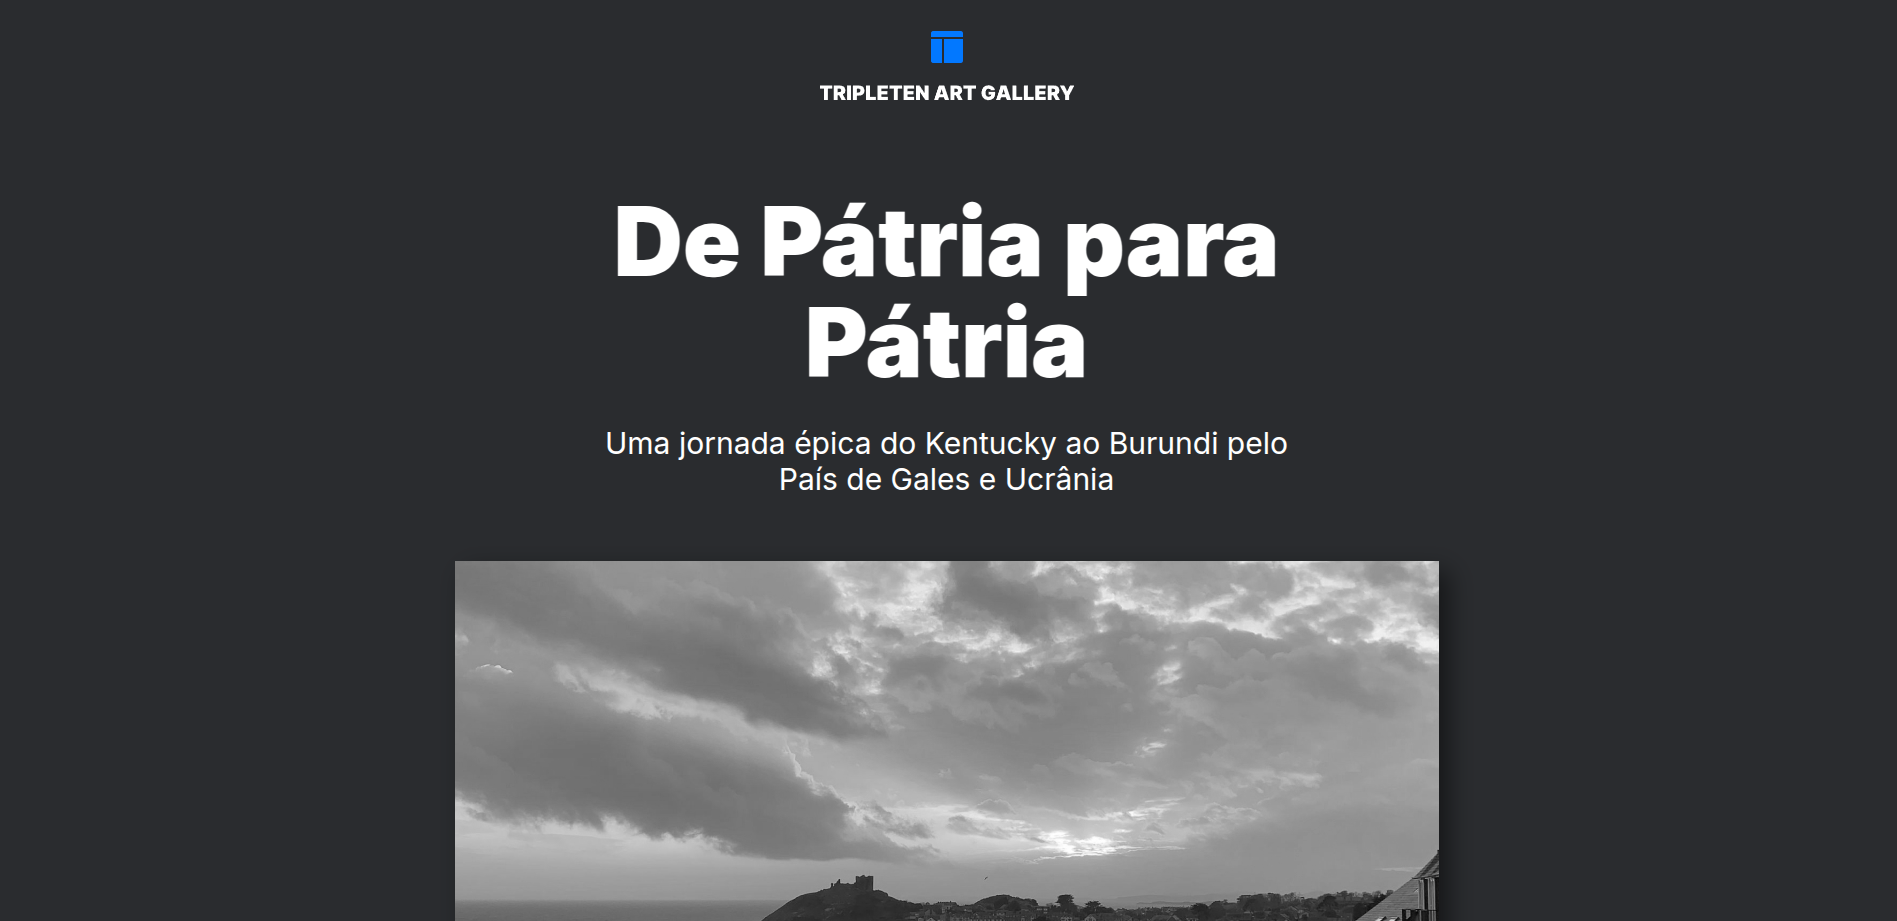 TRIPLETEN ART GALLERY
De Pátria para
Pátria
Uma jornada épica do Kentucky ao Burundi pelo
País de Gales e Ucrânia